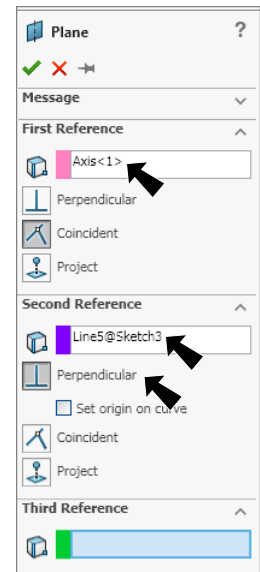 Plane ?
Message
First Reference
Axis<1>
Perpendicular
Coincident
Project
Second Reference
Line5@Sketch3
Perpendicular
Set origin on curve
Coincident
Project
Third Reference